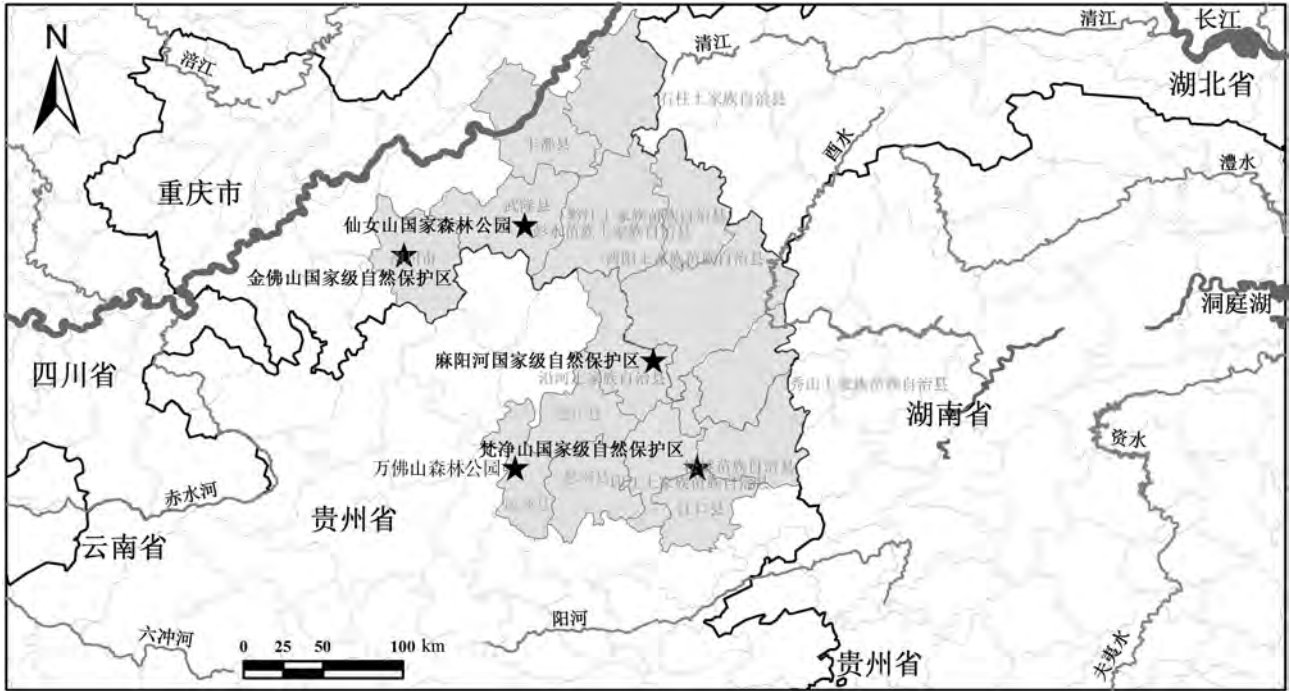 N
涪江
清江
清江
长江
湖北省
石柱土家族自治县
丰都县
酉水
澧水
重庆市
武隆县
仙女山国家森林公园
金佛山国家级自然保护区
洞庭湖
四川省
麻阳河国家级自然保护区
沿河土家族自治县
秀山土家族苗族自治县
湖南省
资水
梵净山国家级自然保护区
万佛山森林公园
赤水河
贵州省
江口县
云南省
阳河
六冲河
0 25 50 100 km
贵州省
夫夷水